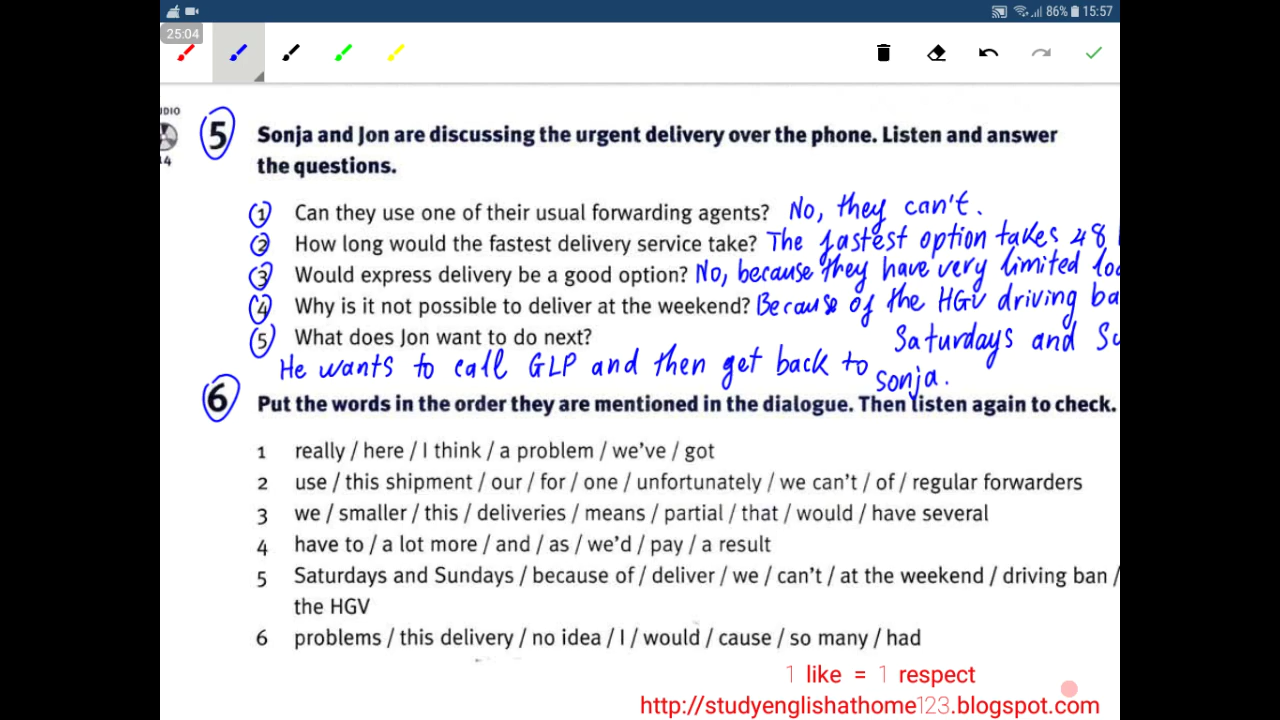 86% 15:57
25:04
5 Sonja and Jon are discussing the urgent delivery over the phone. Listen and answer
the questions.
1 Can they use one of their usual forwarding agents? No, they can't.
2 How long would the fastest delivery service take? The fastest option takes 48
3 Would express delivery be a good option? No, because they have very limited
4 Why is it not possible to deliver at the weekend? Because of the HGV driving
5 What does Jon want to do next? Saturdays and
He wants to call GLP and then get back to Sonja.
6 Put the words in the order they are mentioned in the dialogue. Then listen again to check.
1 really / here / I think / a problem / we've / got
2 use / this shipment / our / for / one / unfortunately / we can't / of / regular forwarders
3 we / smaller / this / deliveries / means / partial / that / would / have several
4 have to / a lot more / and / as / we'd / pay / a result
5 Saturdays and Sundays / because of / deliver / we / can't / at the weekend / driving ban /
the HGV
6 problems / this delivery / no idea / I / would / cause / so many / had
1 like = 1 respect
http://studyenglishathome123.blogspot.com